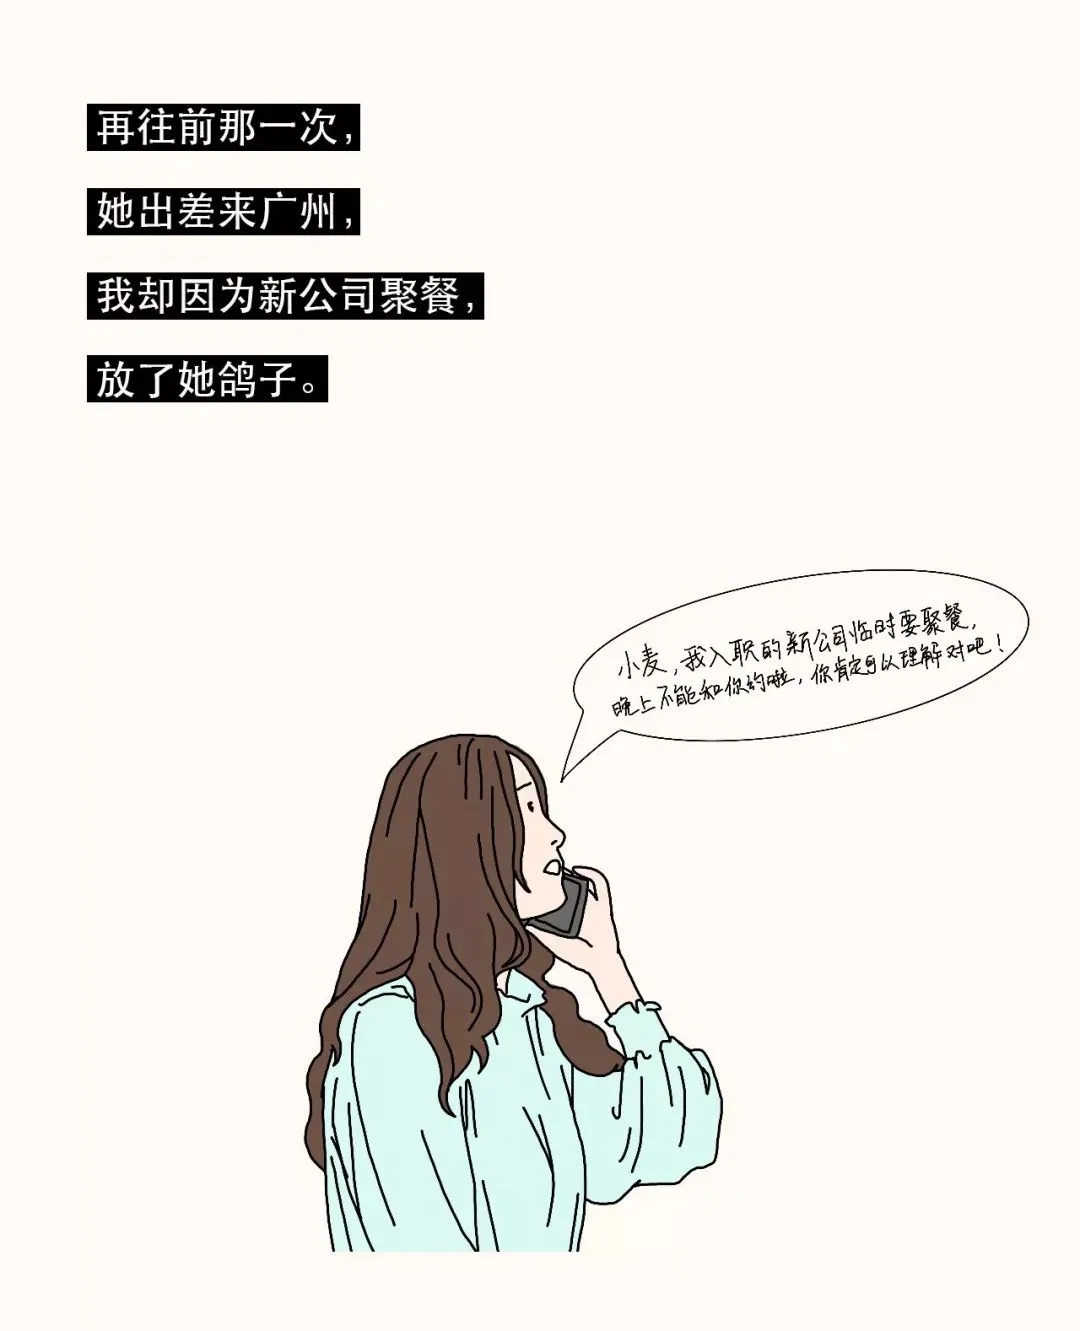 再往前那一次，
她出差来广州，
我却因为新公司聚餐，
放了她鸽子。
小麦，我入职的新公司临时要聚餐，
晚上不能和你约啦，你肯定可以理解对吧！